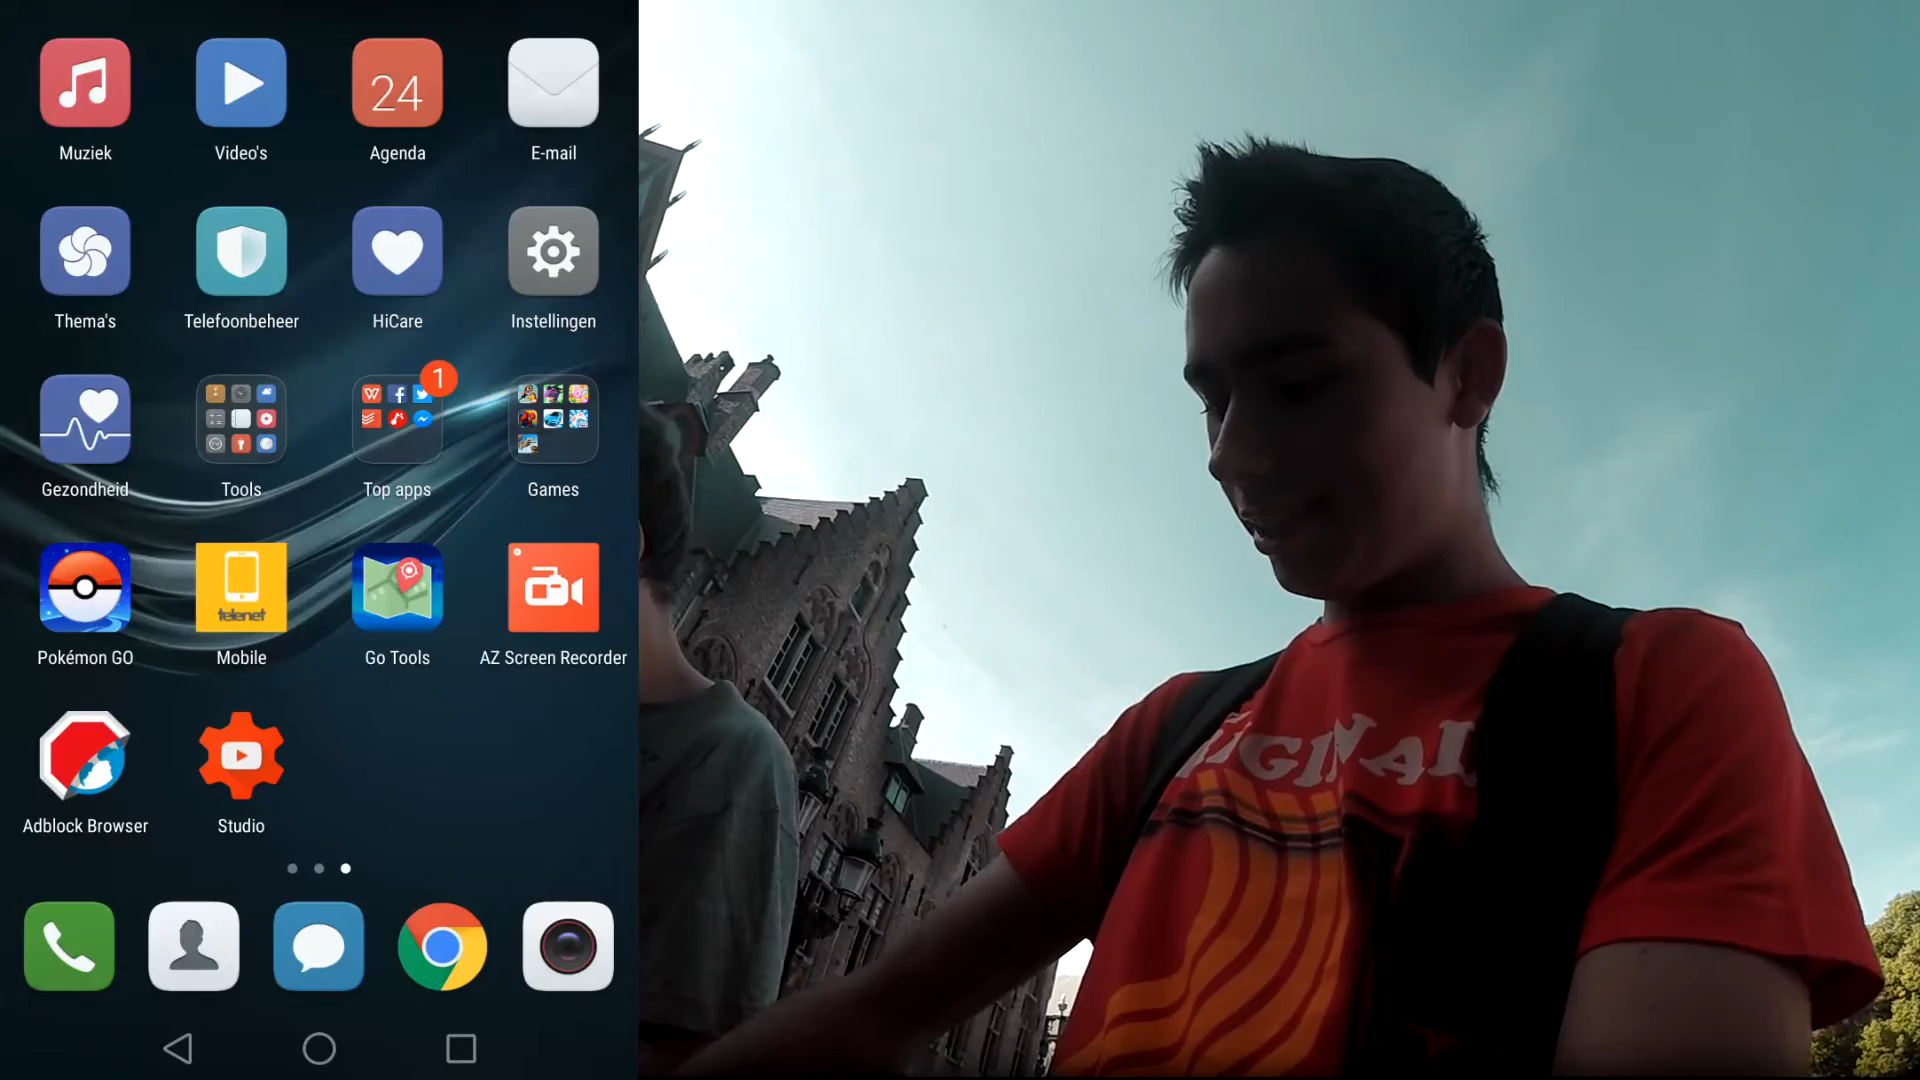 24
Muziek
Video's
Agenda
E-mail
Thema's
Telefoonbeheer
HiCare
Instellingen
1
Gezondheid
Tools
Top apps
Games
telenet
Pokémon GO
Mobile
Go Tools
AZ Screen Recorder
Adblock Browser
Studio
ORIGINAL